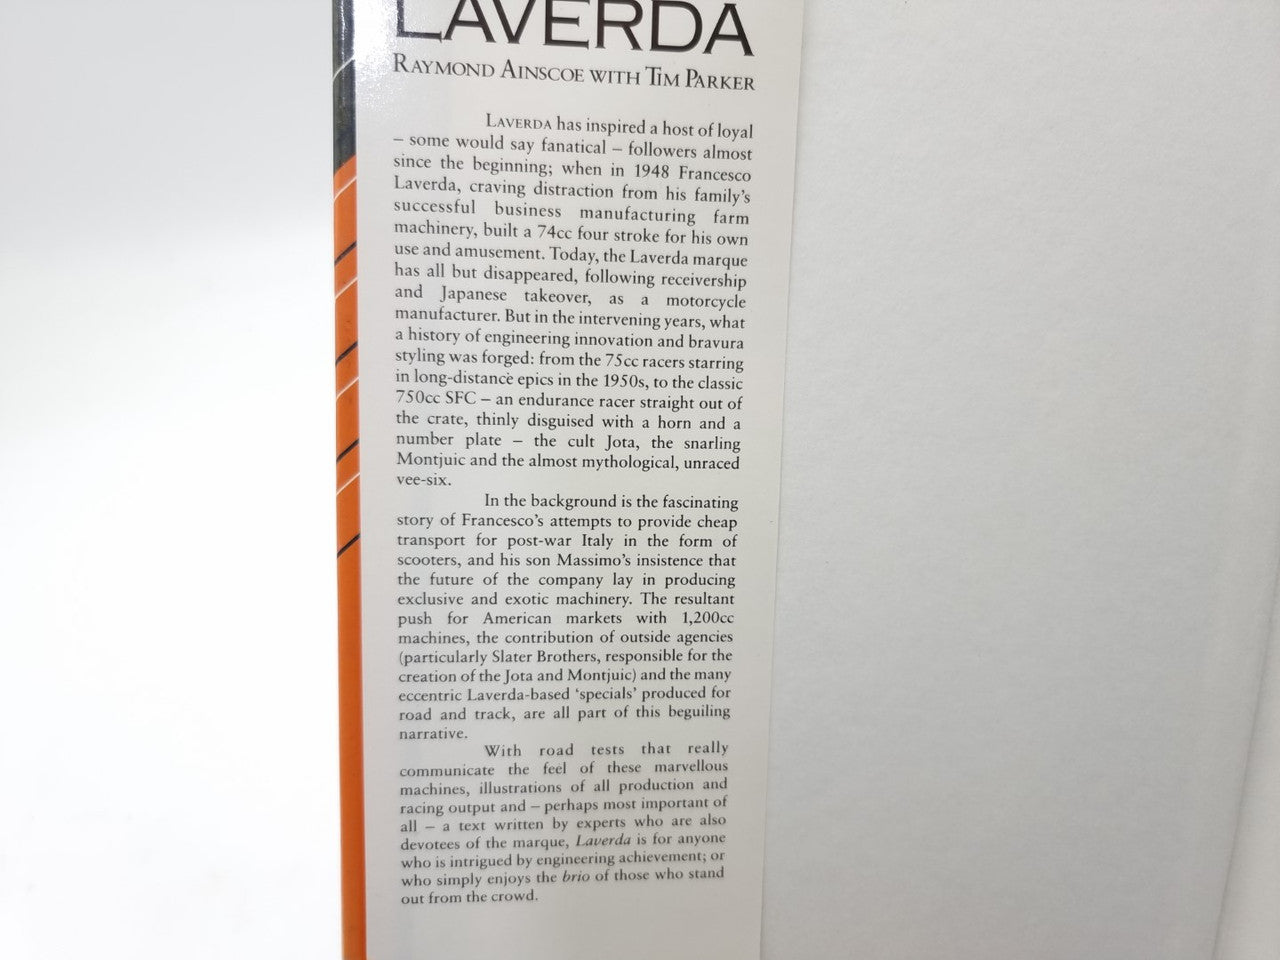 LAVERDA
RAYMOND AINSCOE WITH TIM PARKER
LAVERDA has inspired a host of loyal
– some would say fanatical – followers almost
since the beginning; when in 1948 Francesco
Laverda, craving distraction from his family's
successful business manufacturing farm
machinery, built a 74cc four stroke for his own
use and amusement. Today, the Laverda marque
has all but disappeared, following receivership
and Japanese takeover, as a motorcycle
manufacturer. But in the intervening years, what
a history of engineering innovation and bravura
styling was forged: from the 75cc racers starring
in long-distance epics in the 1950s, to the classic
750cc SFC – an endurance racer straight out of
the crate, thinly disguised with a horn and a
number plate – the cult Jota, the snarling
Montjuic and the almost mythological, unraced
vee-six.
In the background is the fascinating
story of Francesco's attempts to provide cheap
transport for post-war Italy in the form of
scooters, and his son Massimo's insistence that
the future of the company lay in producing
exclusive and exotic machinery. The resultant
push for American markets with 1,200cc
machines, the contribution of outside agencies
(particularly Slater Brothers, responsible for the
creation of the Jota and Montjuic) and the many
eccentric Laverda-based 'specials' produced for
road and track, are all part of this beguiling
narrative.
With road tests that really
communicate the feel of these marvellous
machines, illustrations of all production and
racing output and – perhaps most important of
all – a text written by experts who are also
devotees of the marque, Laverda is for anyone
who is intrigued by engineering achievement; or
who simply enjoys the brio of those who stand
out from the crowd.